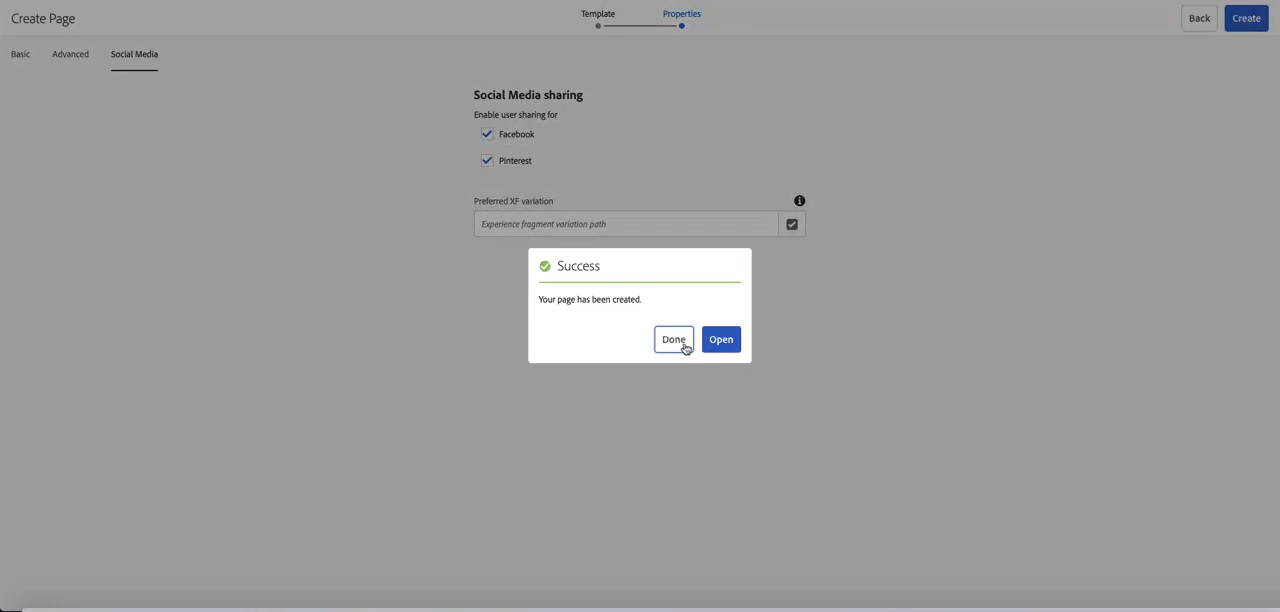 Create Page
Template
Properties
Back
Create
Basic
Advanced
Social Media
Social Media sharing
Enable user sharing for
Facebook
Pinterest
Preferred XF variation
Experience fragment variation path
Success
Your page has been created.
Done
Open